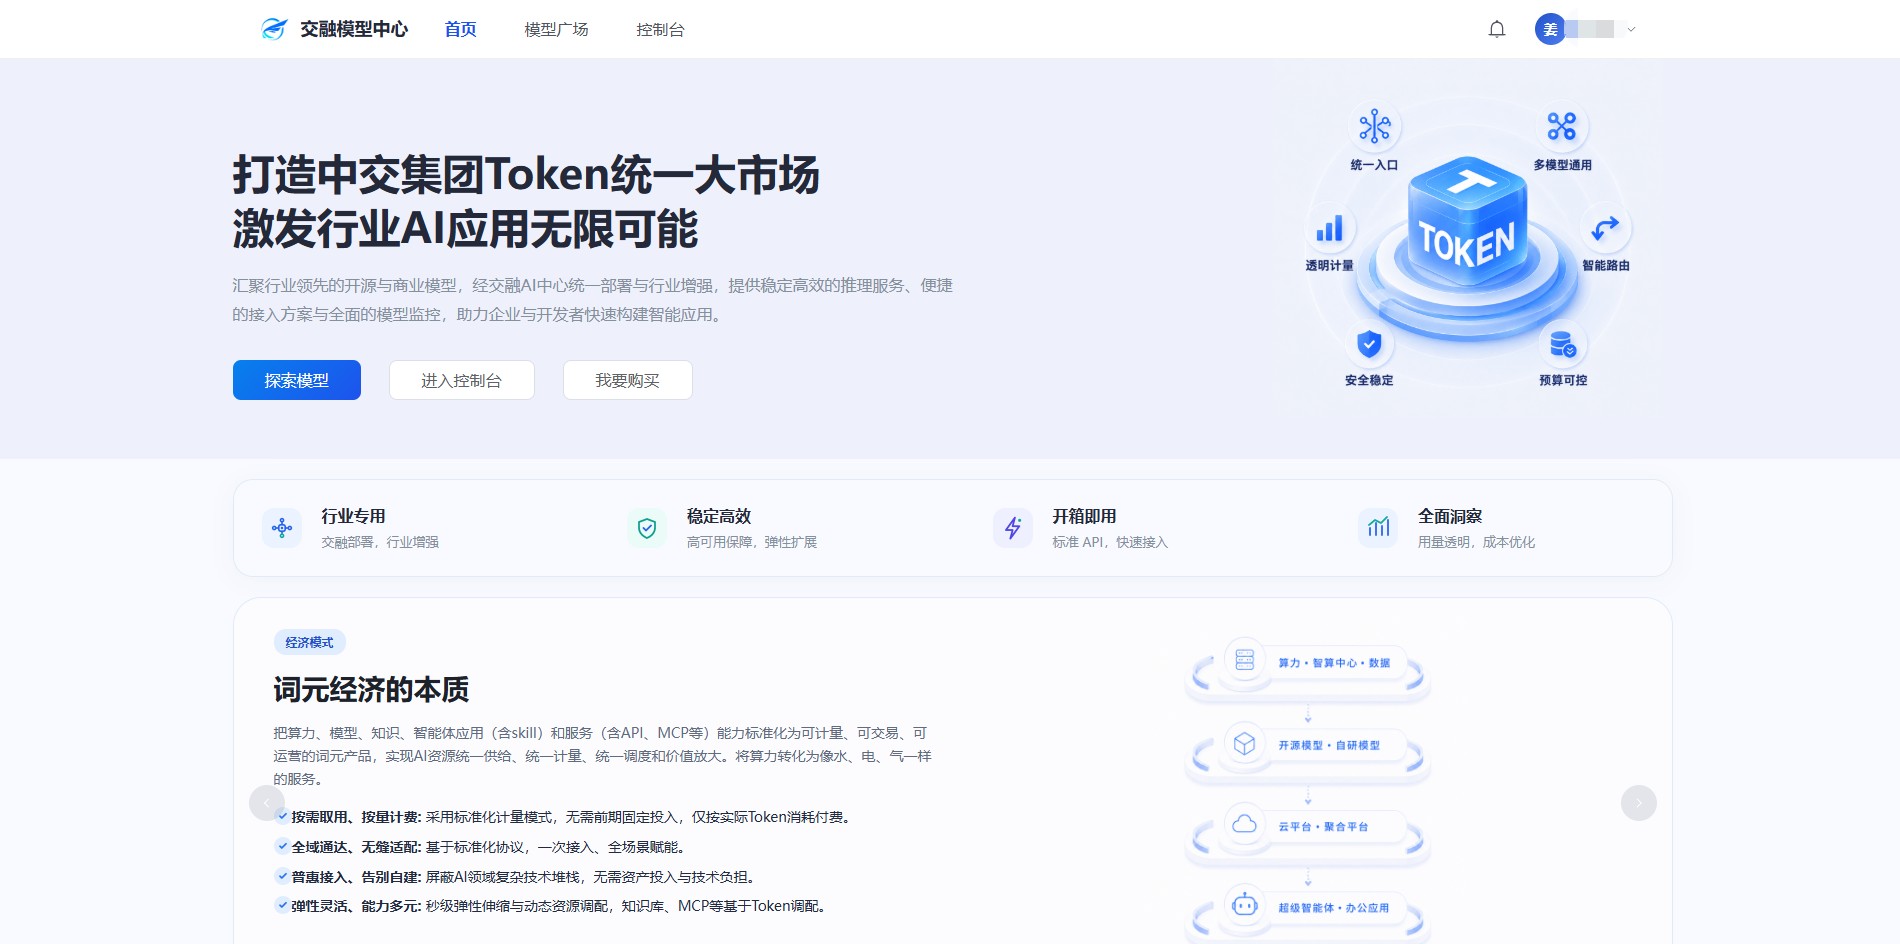 交融模型中心
首页
模型广场
控制台
姜
打造中交集团Token统一大市场
激发行业AI应用无限可能
汇聚行业领先的开源与商业模型，经交融AI中心统一部署与行业增强，提供稳定高效的推理服务、便捷
的接入方案与全面的模型监控，助力企业与开发者快速构建智能应用。
探索模型
进入控制台
我要购买
统一入口
多模型通用
T
TOKEN
透明计量
智能路由
安全稳定
预算可控
行业专用
交融部署，行业增强
稳定高效
高可用保障，弹性扩展
开箱即用
标准 API，快速接入
全面洞察
用量透明，成本优化
经济模式
词元经济的本质
把算力、模型、知识、智能体应用（含skill）和服务（含API、MCP等）能力标准化为可计量、可交易、可
运营的词元产品，实现AI资源统一供给、统一计量、统一调度和价值放大。将算力转化为像水、电、气一样
的服务。
按需取用、按量计费: 采用标准化计量模式，无需前期固定投入，仅按实际Token消耗付费。
全域通达、无缝适配: 基于标准化协议，一次接入、全场景赋能。
普惠接入、告别自建: 屏蔽AI领域复杂技术堆栈，无需资产投入与技术负担。
弹性灵活、能力多元: 秒级弹性伸缩与动态资源调配，知识库、MCP等基于Token调配。
算力·智算中心·数据
开源模型·自研模型
云平台·聚合平台
超级智能体·办公应用